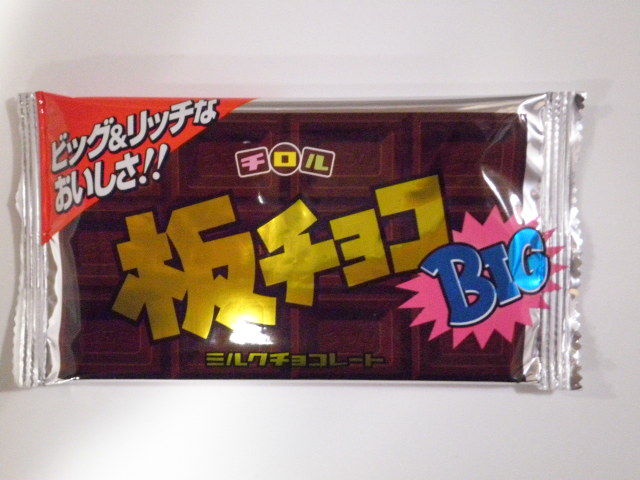 ビッグ&リッチな
おいしさ!!
チロル
板チョコ
BIG
ミルクチョコレート